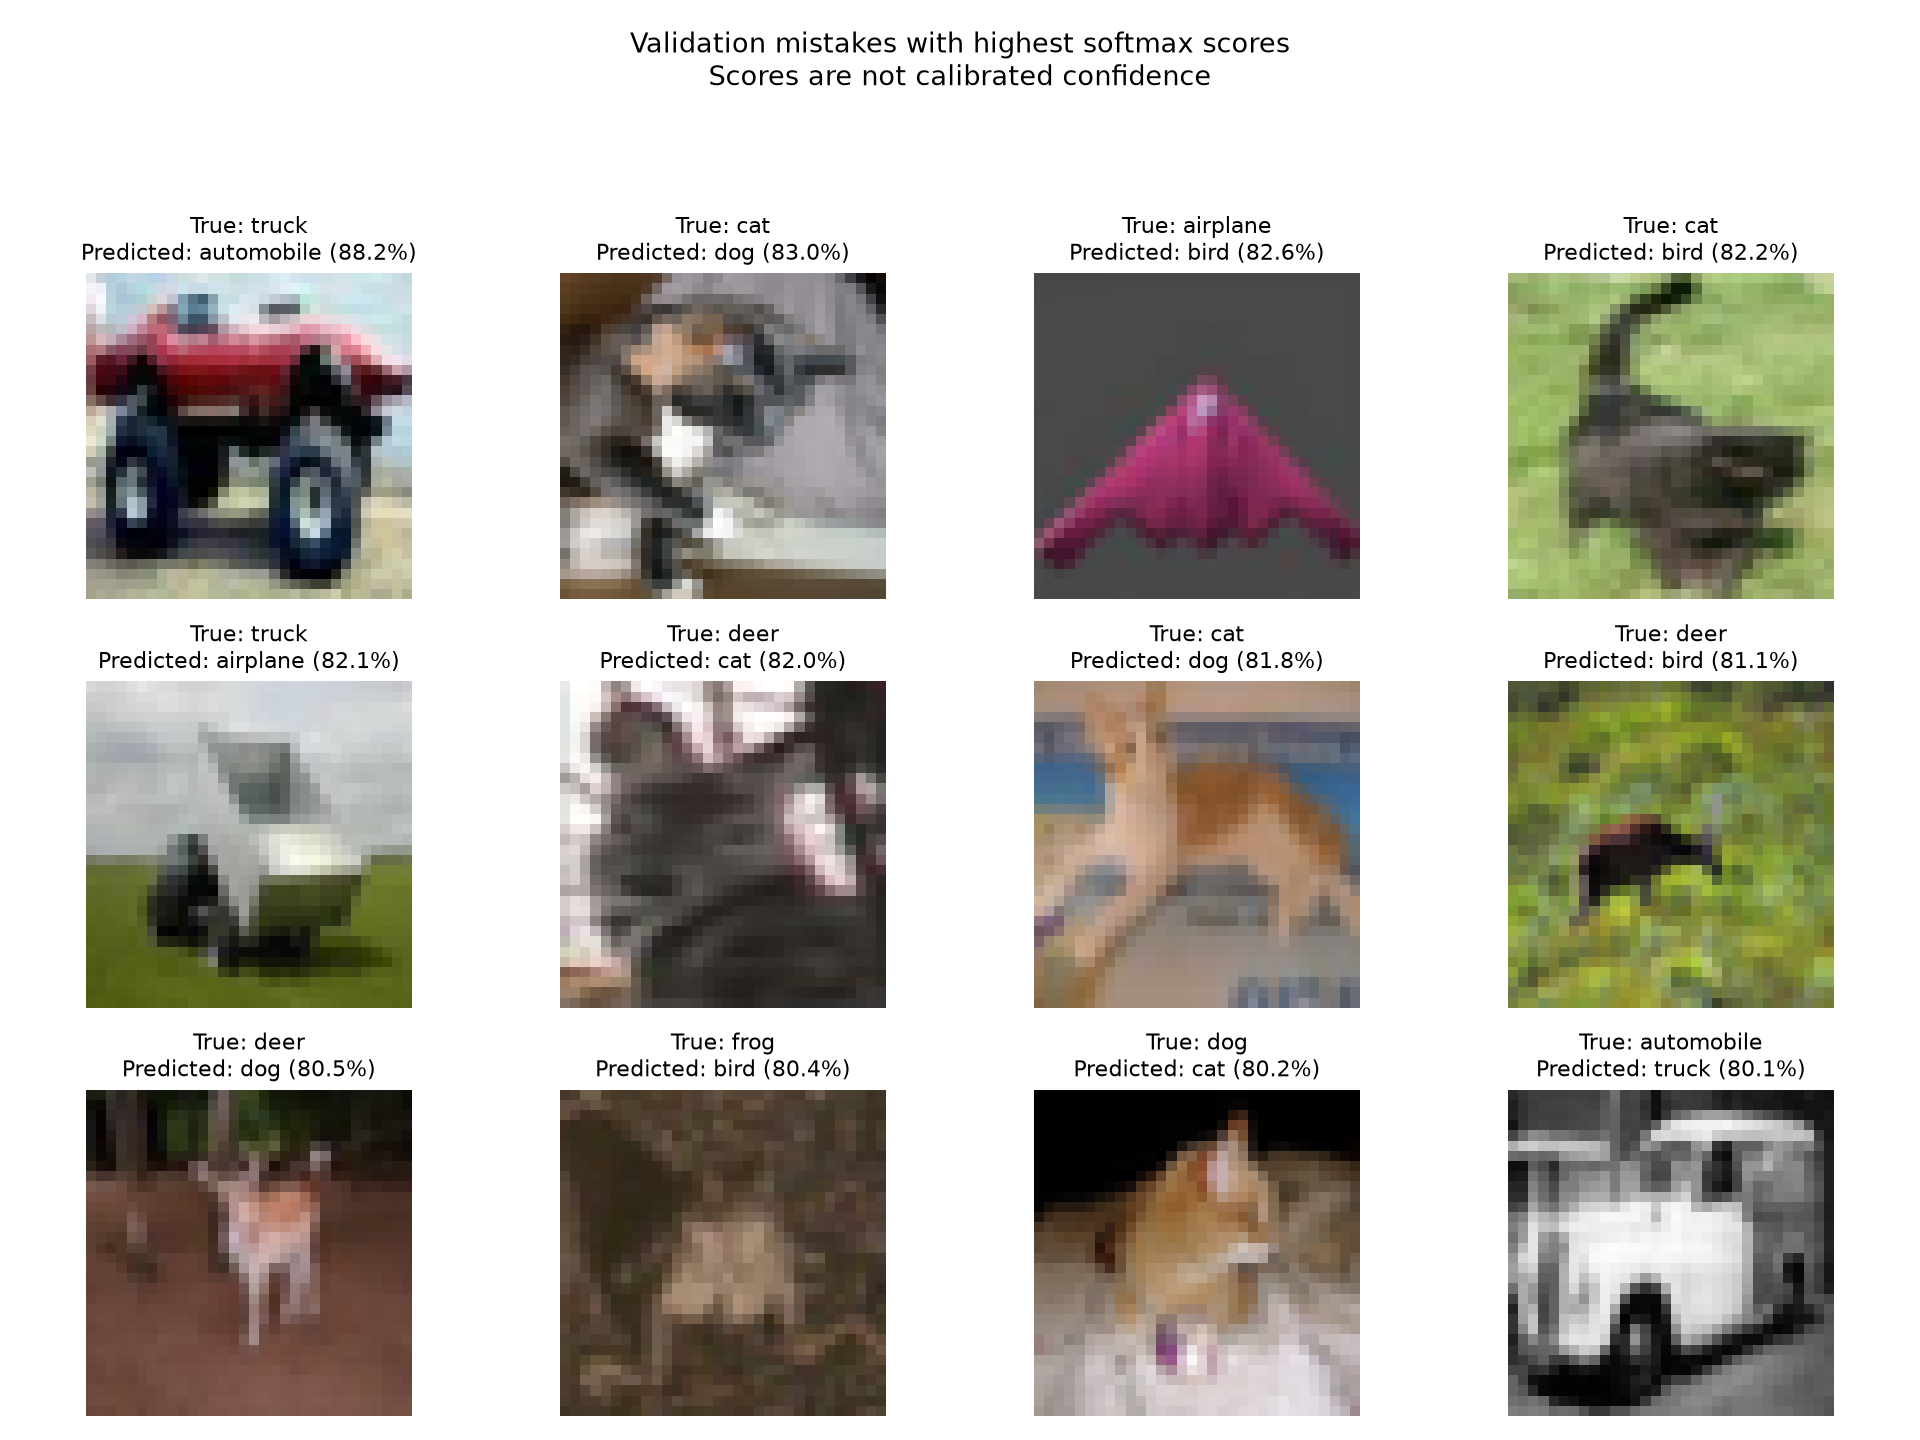 Validation mistakes with highest softmax scores
Scores are not calibrated confidence
True: truck
Predicted: automobile (88.2%)
True: cat
Predicted: dog (83.0%)
True: airplane
Predicted: bird (82.6%)
True: cat
Predicted: bird (82.2%)
True: truck
Predicted: airplane (82.1%)
True: deer
Predicted: cat (82.0%)
True: cat
Predicted: dog (81.8%)
True: deer
Predicted: bird (81.1%)
True: deer
Predicted: dog (80.5%)
True: frog
Predicted: bird (80.4%)
True: dog
Predicted: cat (80.2%)
True: automobile
Predicted: truck (80.1%)